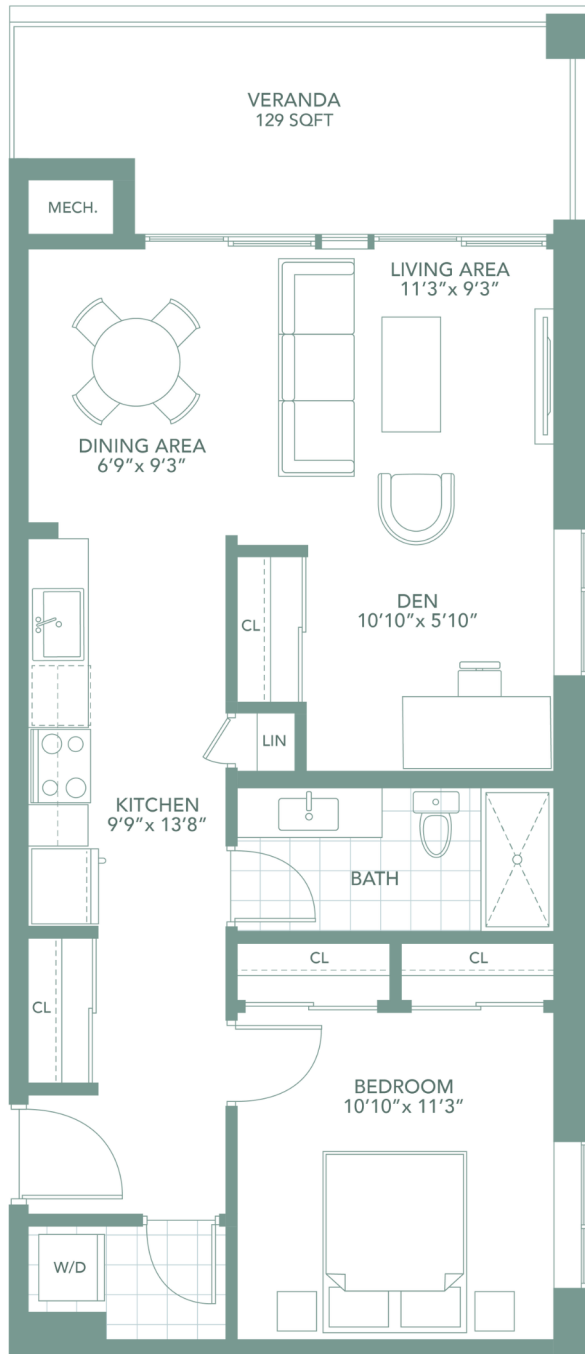 VERANDA
129 SQFT
MECH.
LIVING AREA
11'3"x 9'3"
DINING AREA
6'9"x 9'3"
CL
DEN
10'10"x 5'10"
LIN
KITCHEN
9'9"x 13'8"
BATH
CL
CL
CL
BEDROOM
10'10"x 11'3"
W/D